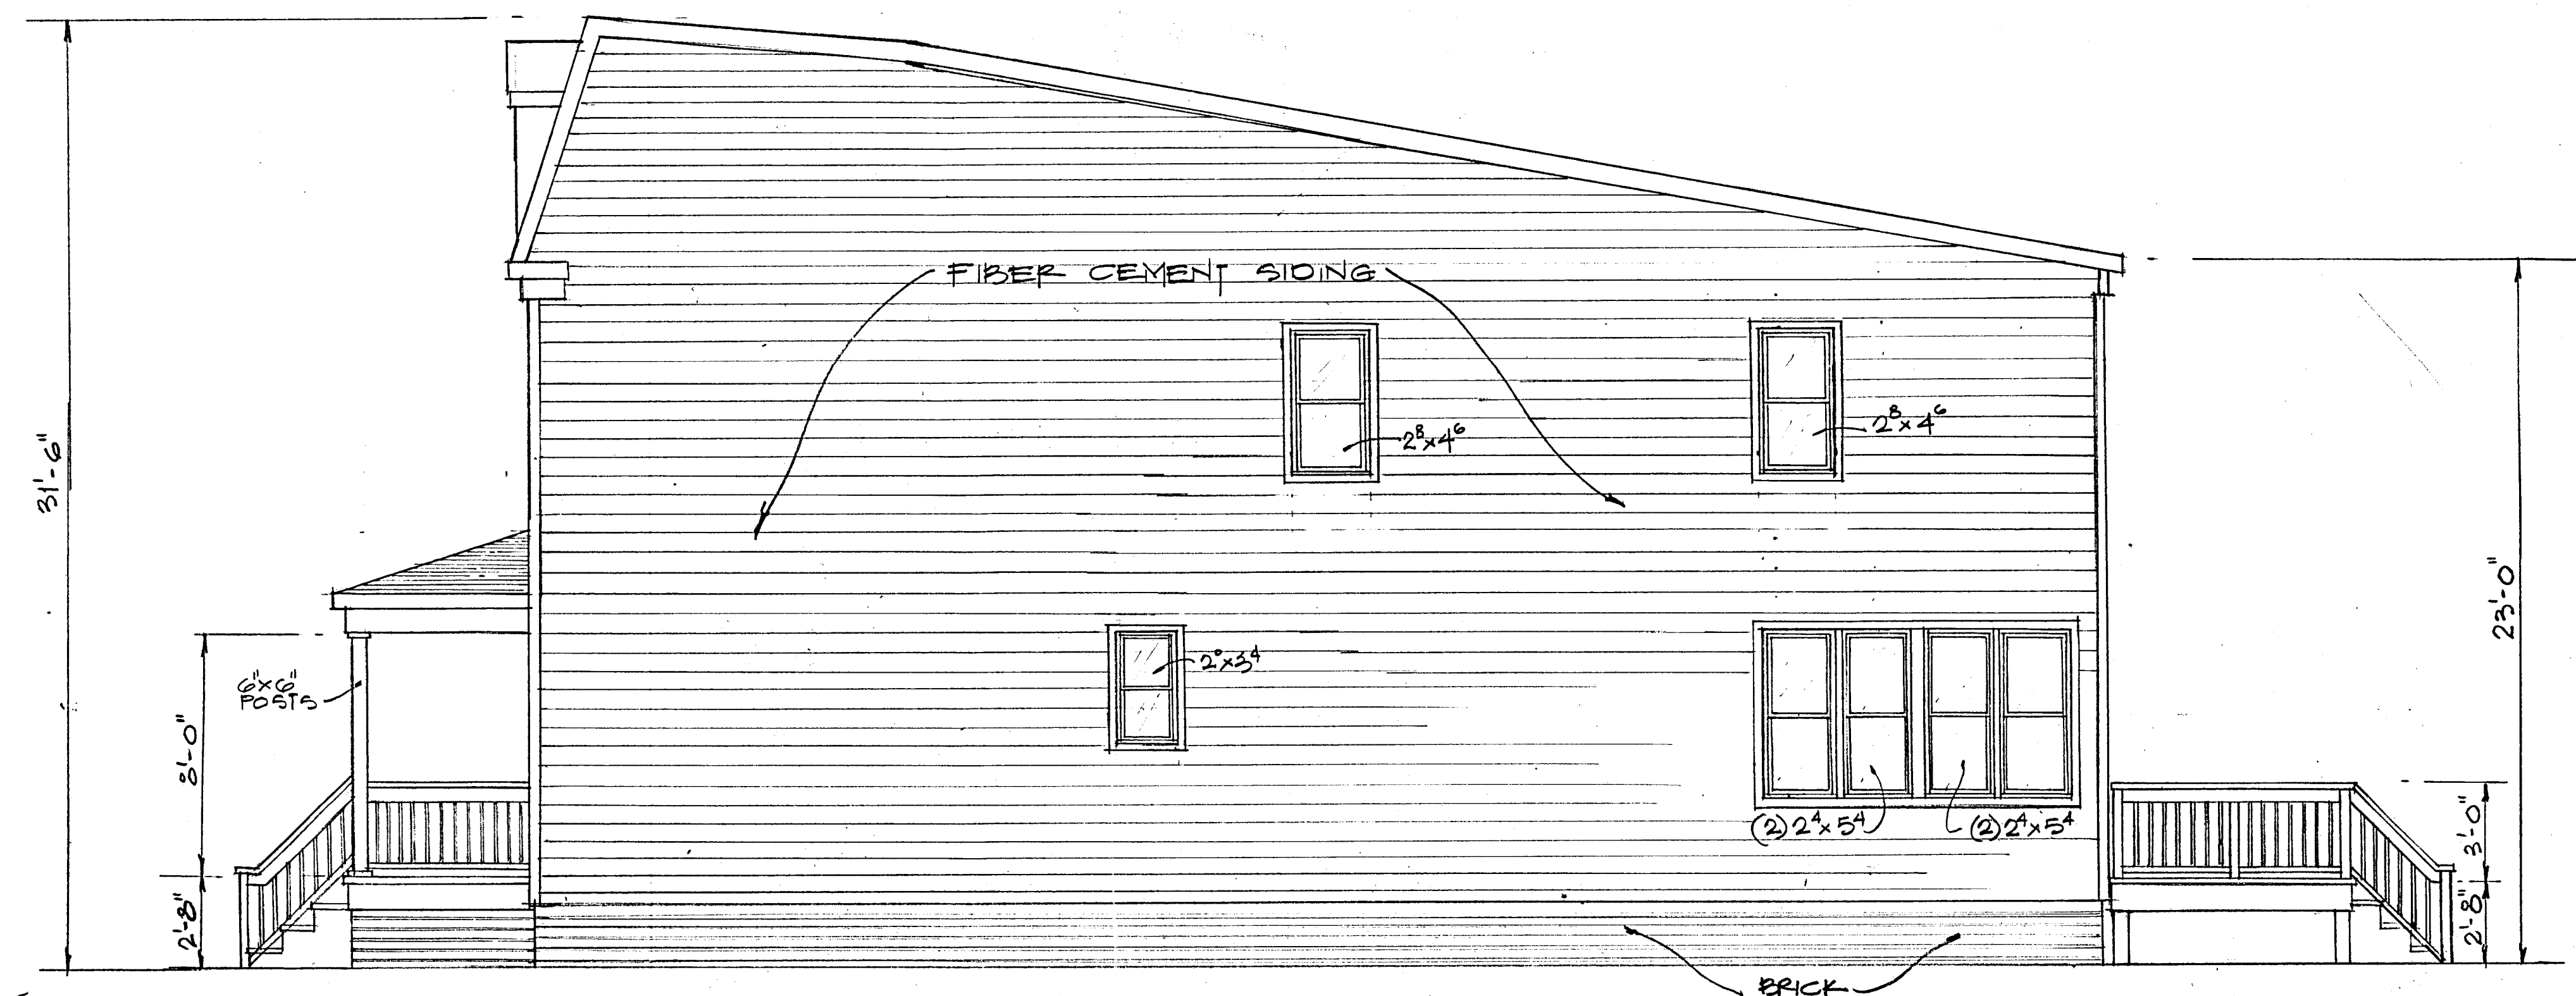 FIBER CEMENT SIDING
31'-6"
23'-0"
2⁸x4⁶
2⁸x4⁶
6"x6"
POSTS
8'-0"
2⁰x3⁴
(2) 2⁴x5⁴
(2) 2⁴x5⁴
3'-0"
2'-8"
2'-8"
BRICK